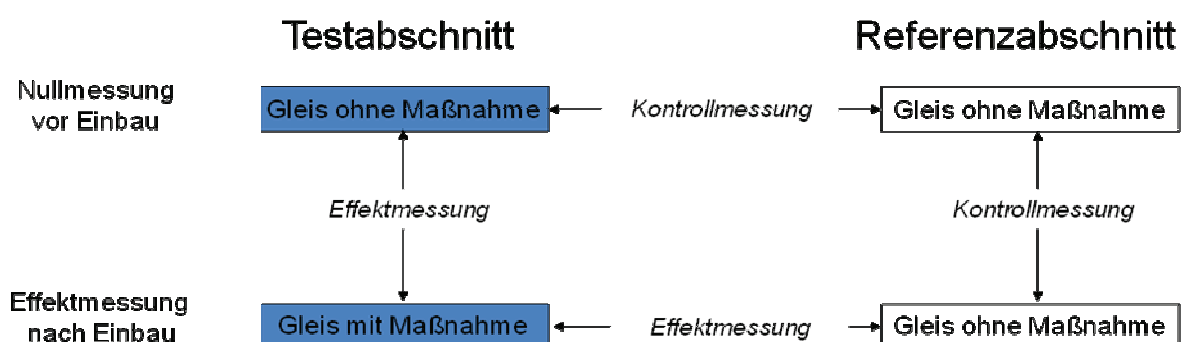 Testabschnitt
Referenzabschnitt
Nullmessung
vor Einbau
Gleis ohne Maßnahme
Kontrollmessung
Gleis ohne Maßnahme
Effektmessung
Kontrollmessung
Effektmessung
nach Einbau
Gleis mit Maßnahme
Effektmessung
Gleis ohne Maßnahme